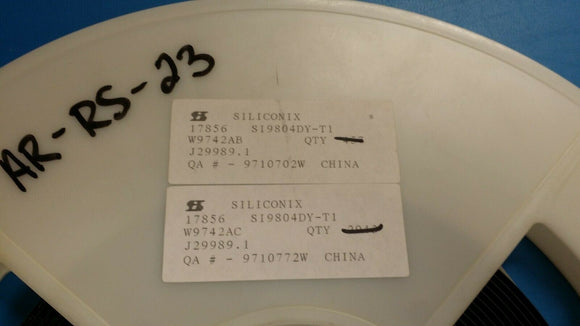 AR-RS-23
SILICONIX
17856 SI9804DY-T1
W9742AB QTY
J29989.1
QA # - 9710702W CHINA
SILICONIX
17856 SI9804DY-T1
W9742AC QTY
J29989.1
QA # - 9710772W CHINA